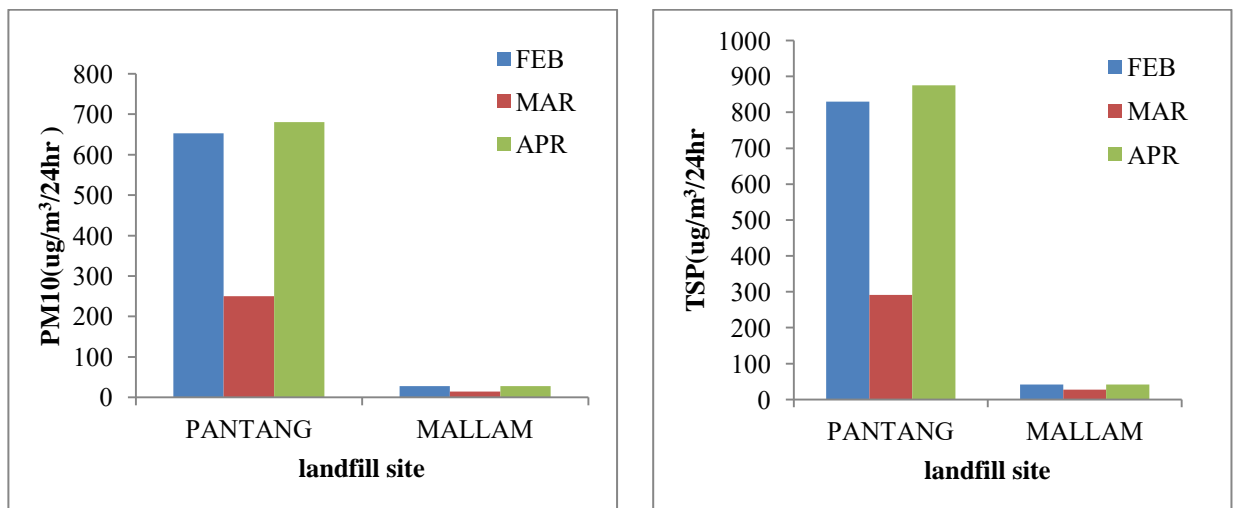 PM10(ug/m³/24hr )
800
700
600
500
400
300
200
100
0
FEB
MAR
APR
PANTANG MALLAM
landfill site
TSP(ug/m³/24hr
1000
900
800
700
600
500
400
300
200
100
0
FEB
MAR
APR
PANTANG MALLAM
landfill site